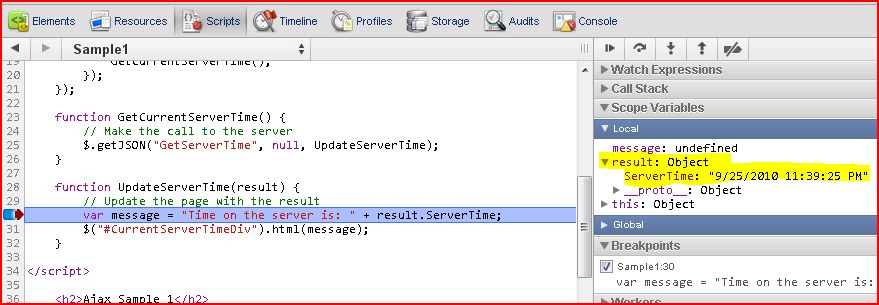 Elements Resources Scripts Timeline Profiles Storage Audits Console
Sample1
19 GetCurrentServerTime();
20 });
21 });
22
23 function GetCurrentServerTime() {
24 // Make the call to the server
25 $.getJSON("GetServerTime", null, UpdateServerTime);
26 }
27
28 function UpdateServerTime(result) {
29 // Update the page with the result
var message = "Time on the server is: " + result.ServerTime;
31 $("#CurrentServerTimeDiv").html(message);
32 }
33
34 </script>
35
36 <h2>Ajax Sample 1</h2>
Watch Expressions
Call Stack
Scope Variables
Local
message: undefined
result: Object
ServerTime: "9/25/2010 11:39:25 PM"
__proto__: Object
this: Object
Global
Breakpoints
Sample1:30
var message = "Time on the server is:
Workers